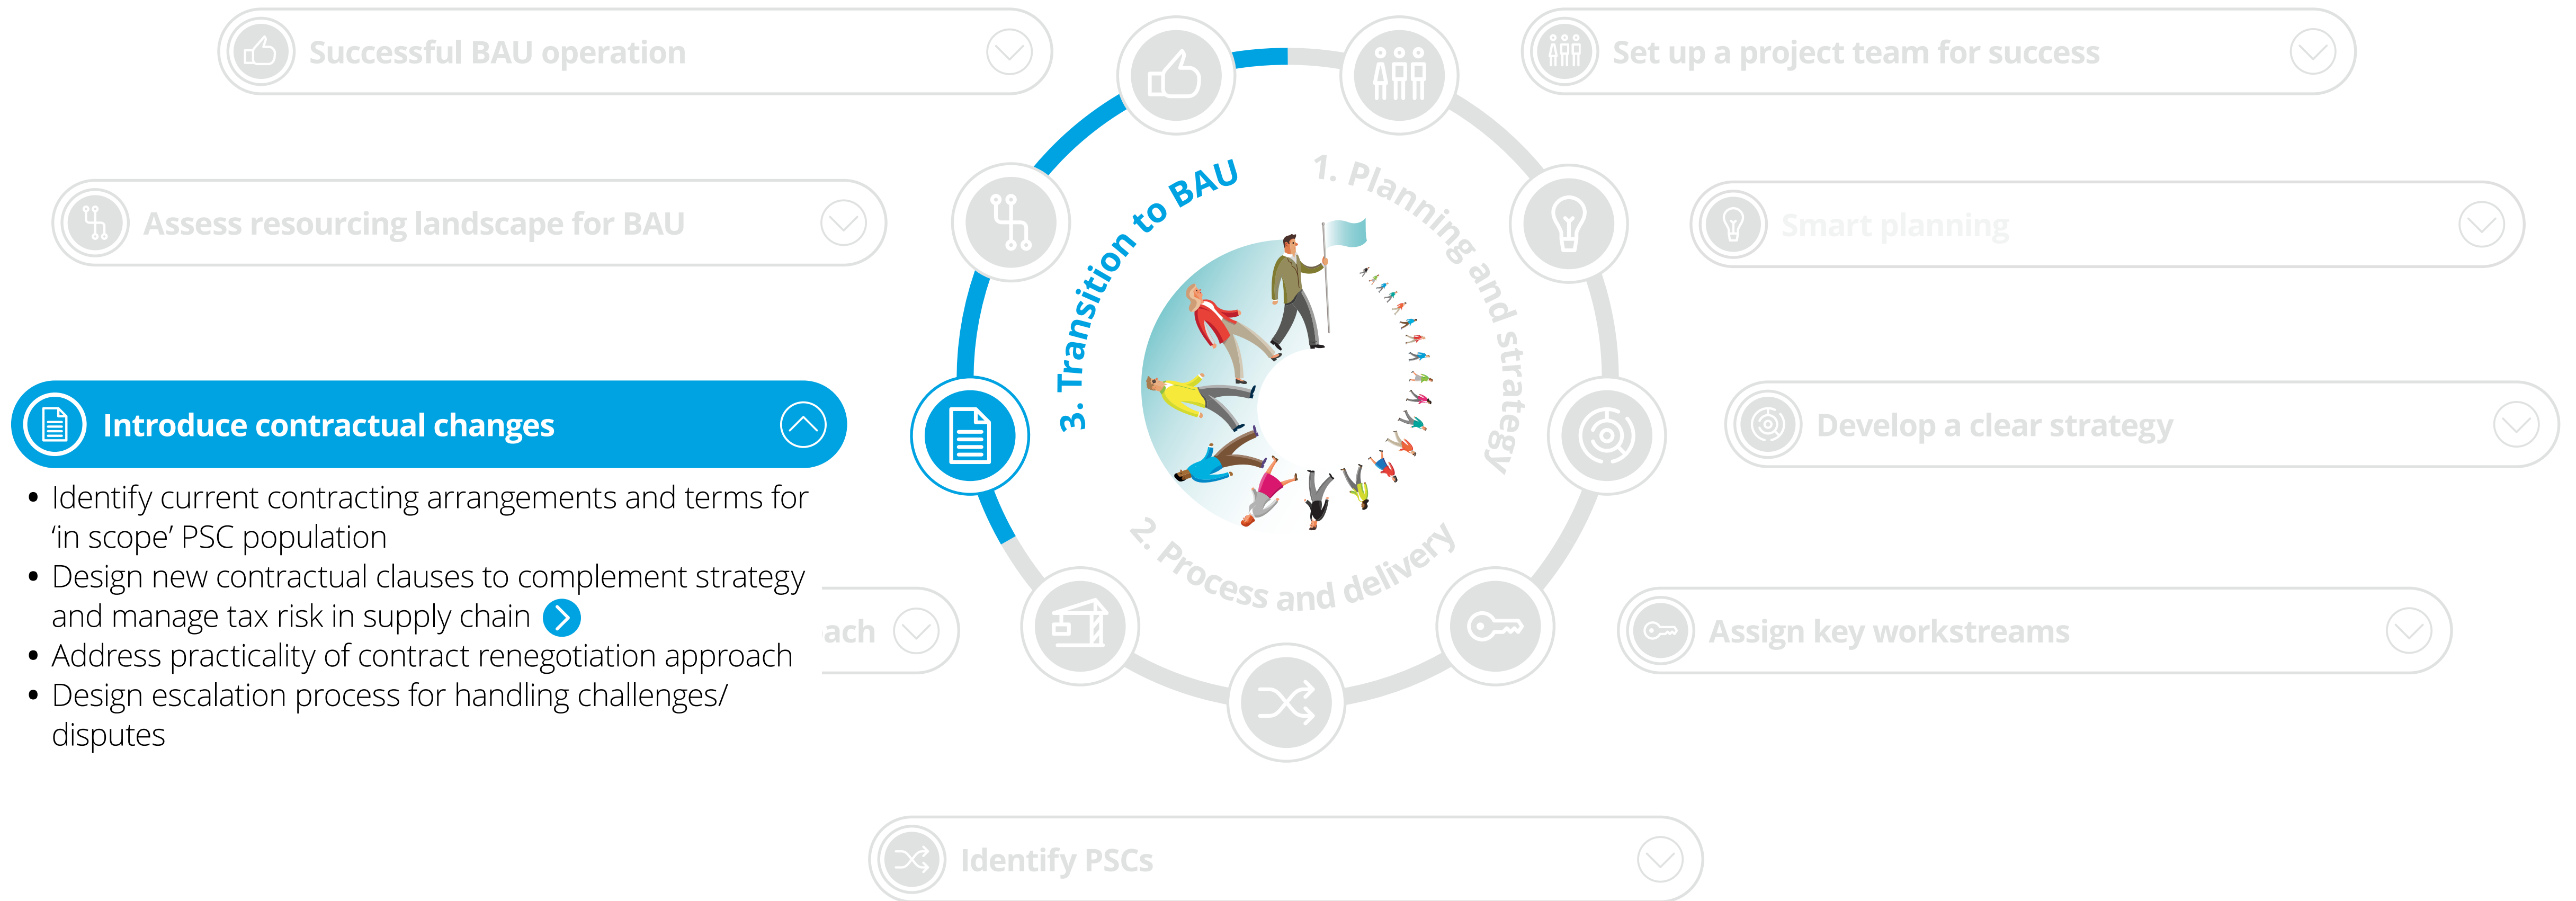 Successful BAU operation
Set up a project team for success
Assess resourcing landscape for BAU
Smart planning
3. Transition to BAU
1. Planning and strategy
2. Process and delivery
Introduce contractual changes
• Identify current contracting arrangements and terms for
‘in scope’ PSC population
• Design new contractual clauses to complement strategy
and manage tax risk in supply chain
• Address practicality of contract renegotiation approach
• Design escalation process for handling challenges/
disputes
Develop a clear strategy
ach
Assign key workstreams
Identify PSCs